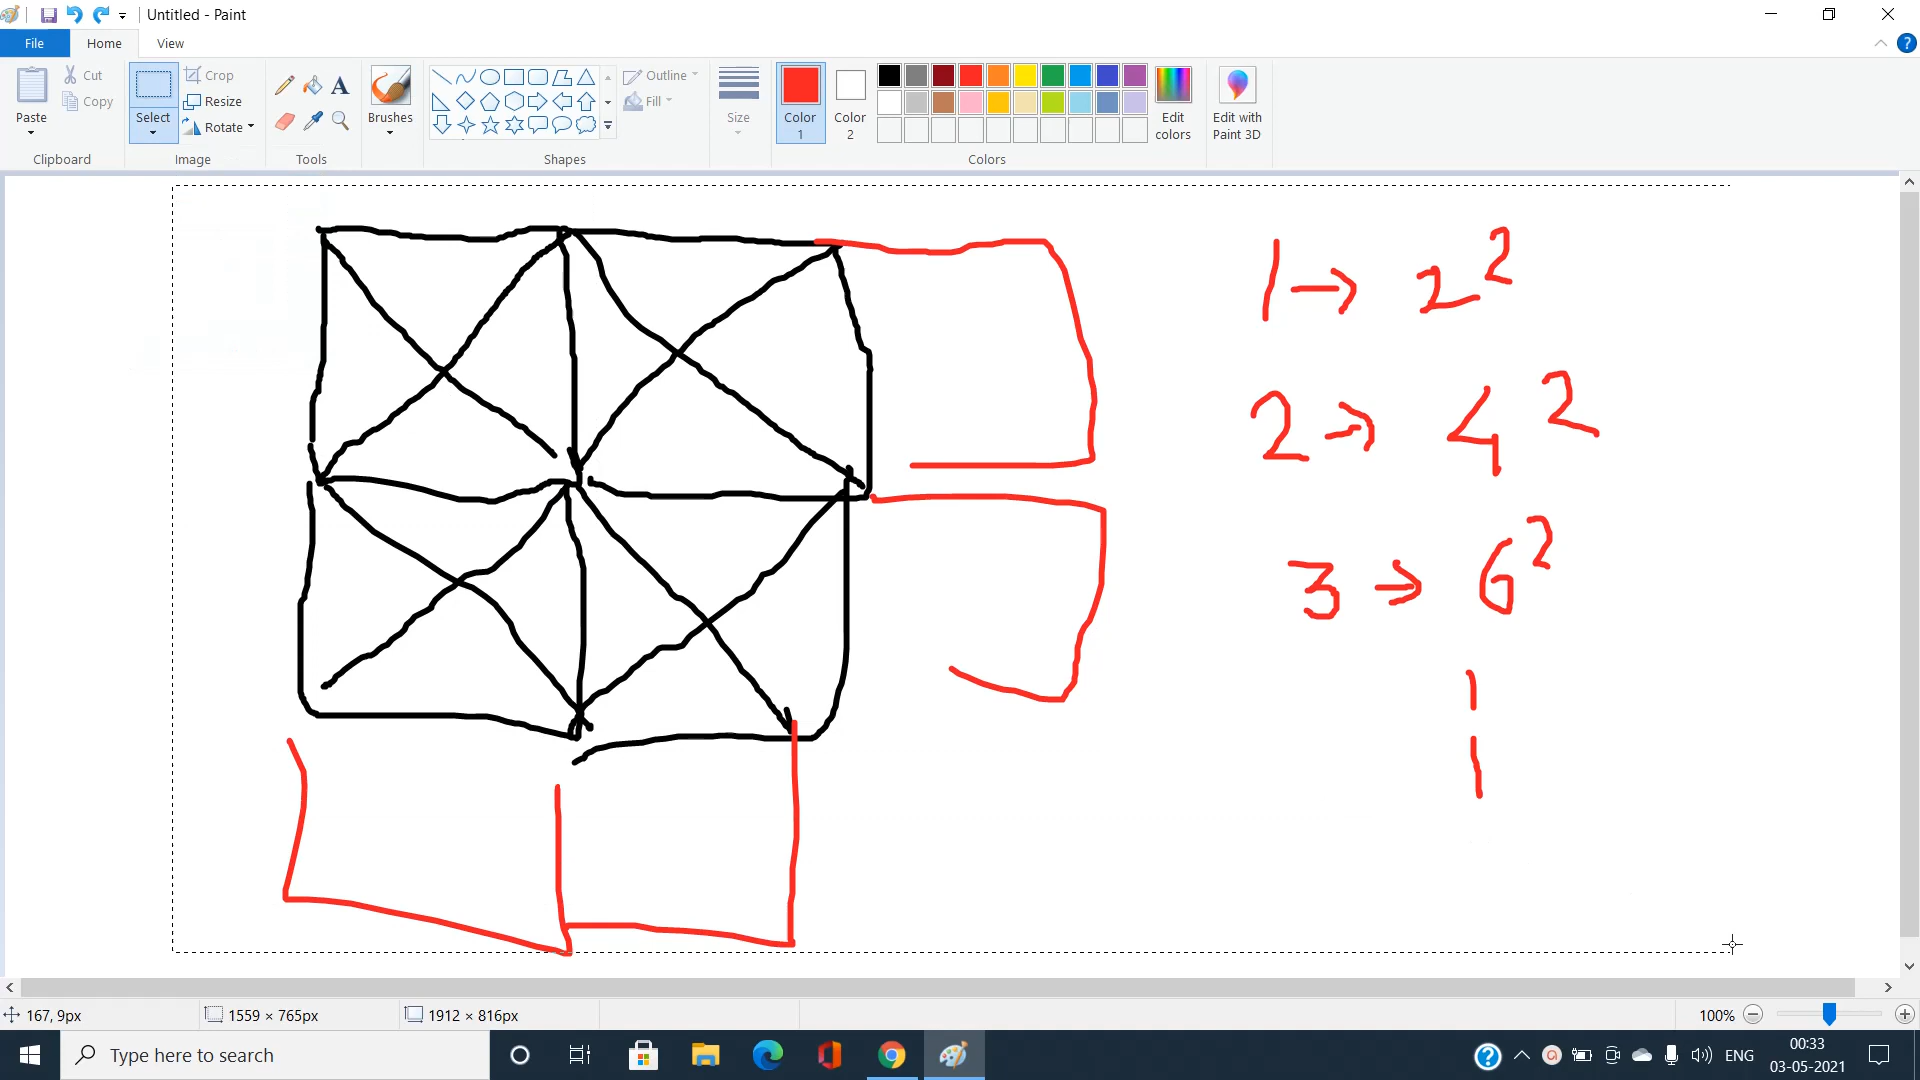 Untitled - Paint
File Home View
Paste
Cut
Copy
Clipboard
Select
Crop
Resize
Rotate
Image
A
Tools
Brushes
Outline
Fill
Shapes
Size
Color 1
Color 2
Edit colors
Colors
Edit with Paint 3D
?
1 → 2²
2 → 4²
3 → 6²
167, 9px
1559 × 765px
1912 × 816px
100%
Type here to search
ENG
00:33
03-05-2021